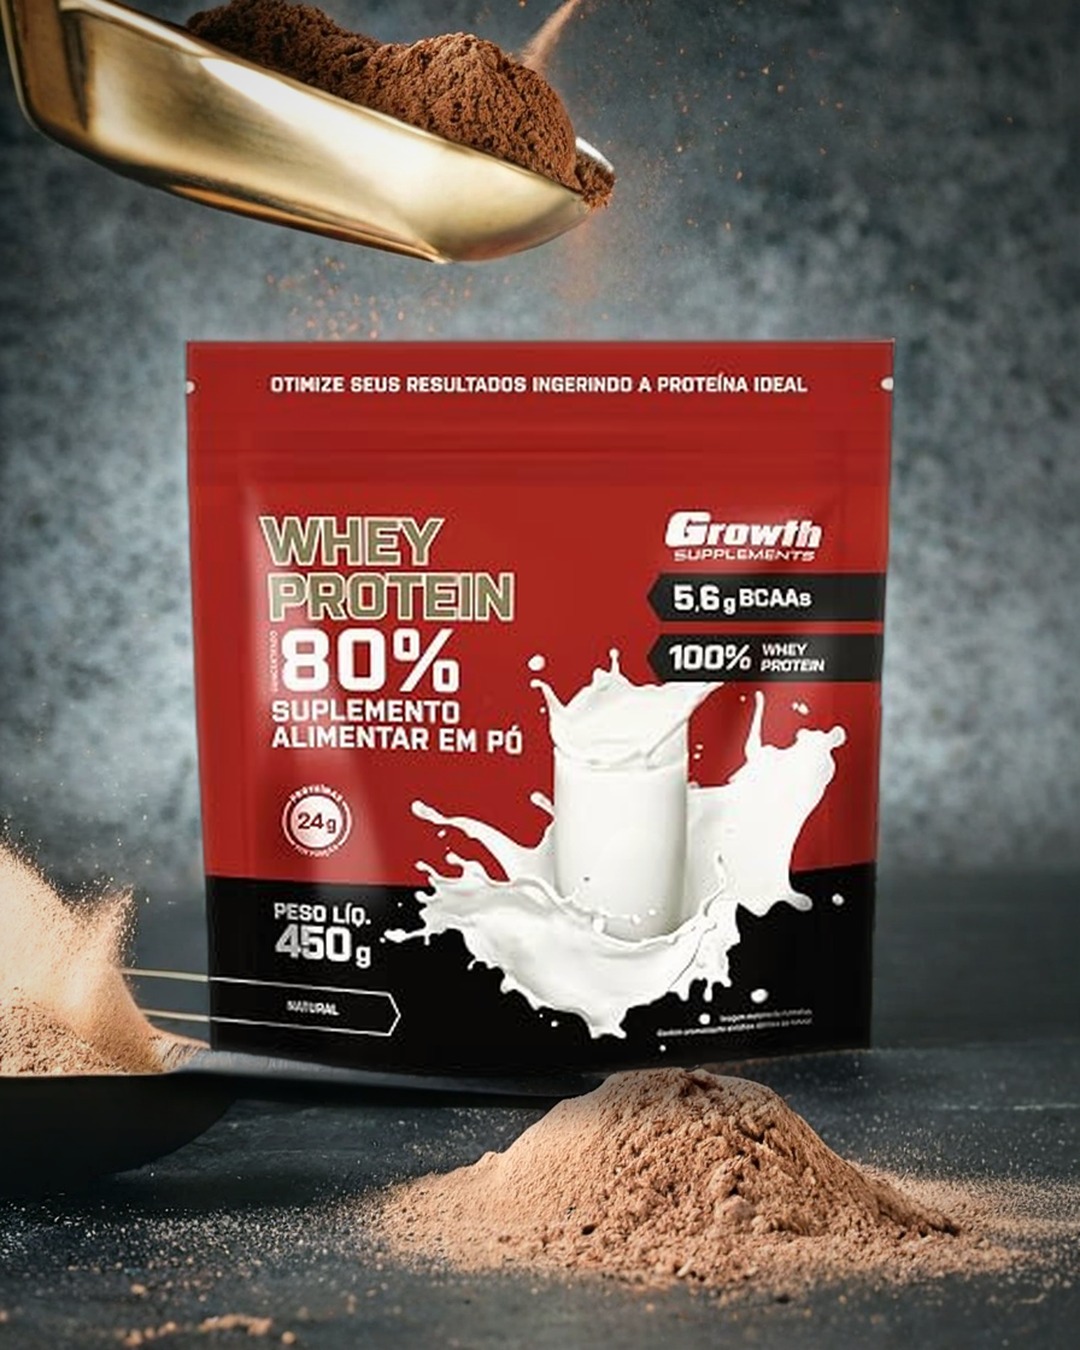 OTIMIZE SEUS RESULTADOS INGERINDO A PROTEÍNA IDEAL
WHEY
PROTEIN
80%
SUPLEMENTO
ALIMENTAR EM PÓ
Growth
SUPPLEMENTS
5,6g BCAAs
100% WHEY
PROTEIN
PROTEÍNAS
24g
PESO LÍQ.
450g
NATURAL